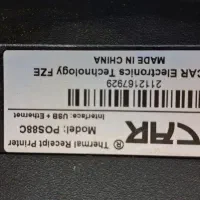 CAR ® Thermal Receipt Printer
Model: POS88C
Interface: USB + Ethernet
2112167929
CAR Electronics Technology FZE
MADE IN CHINA